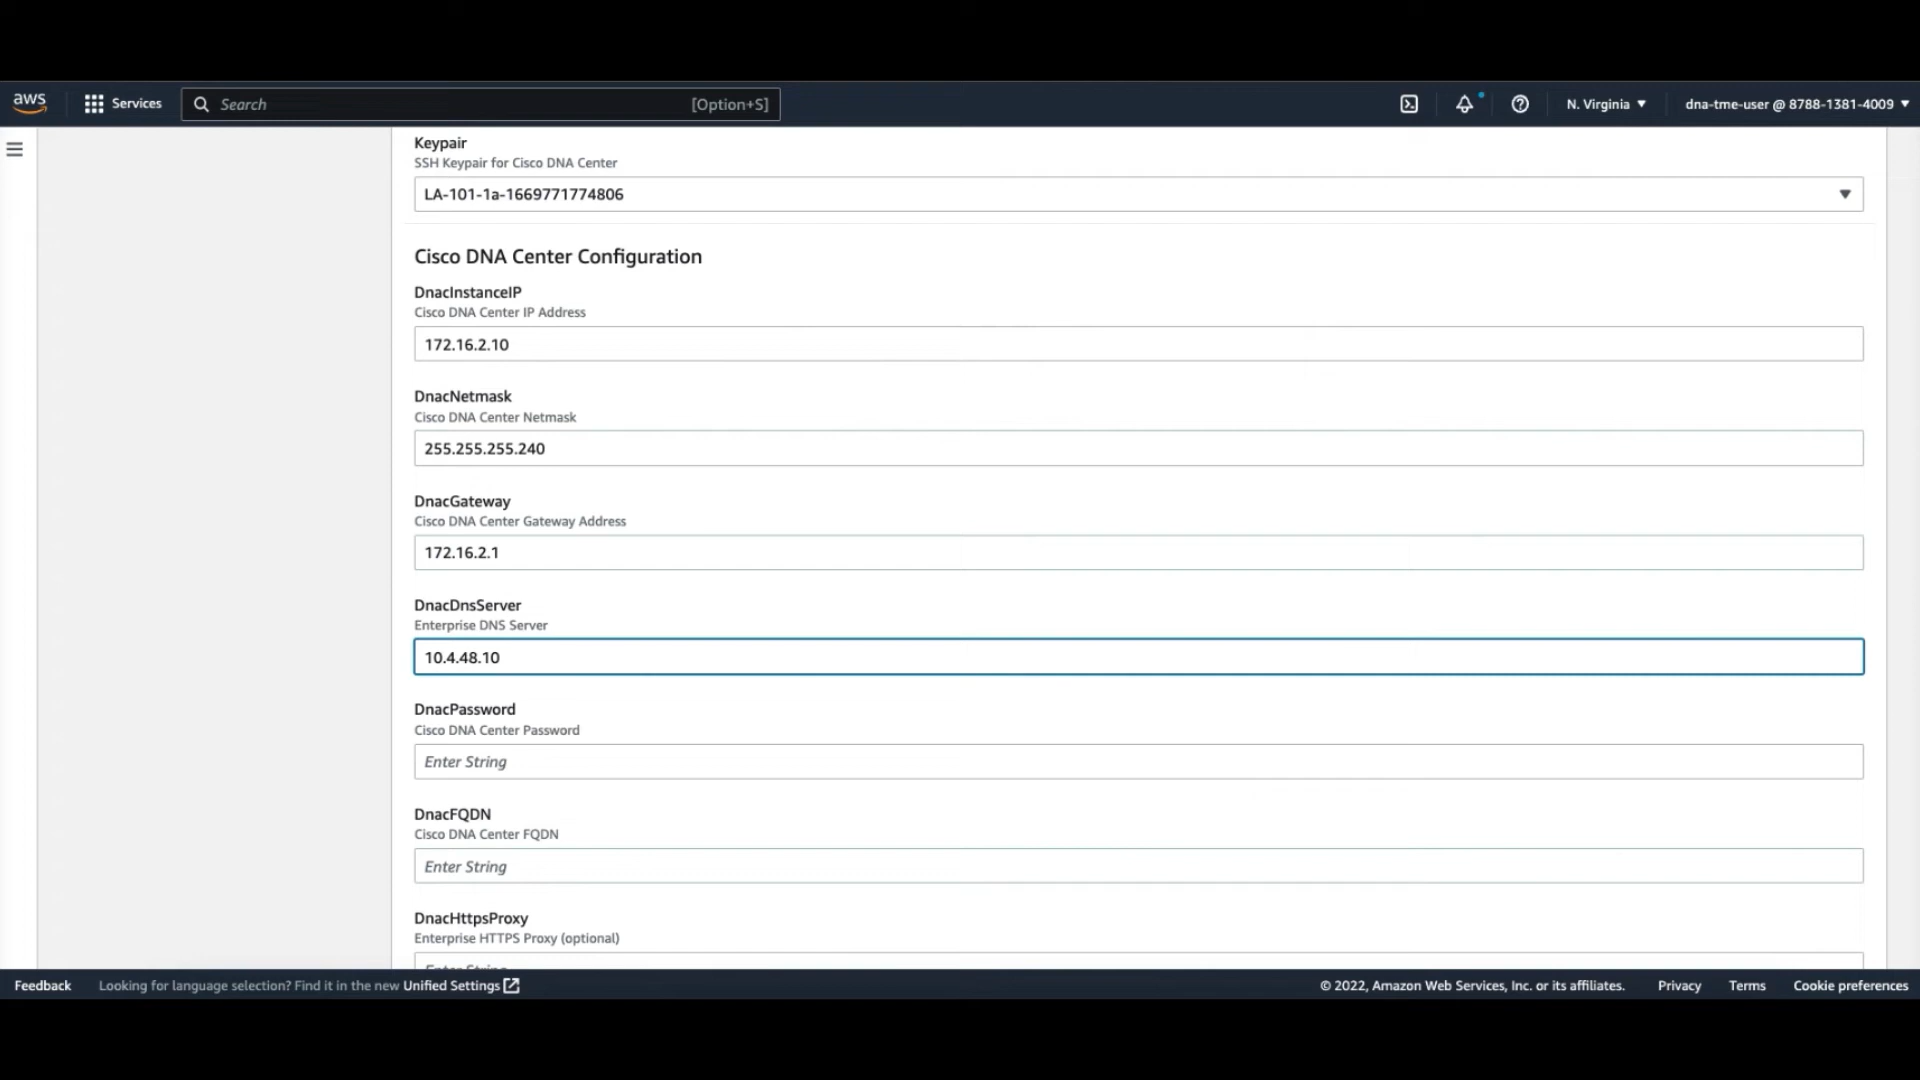 aws
Services
Search
[Option+S]
N. Virginia
dna-tme-user @ 8788-1381-4009
Keypair
SSH Keypair for Cisco DNA Center
LA-101-1a-1669771774806
Cisco DNA Center Configuration
DnacInstanceIP
Cisco DNA Center IP Address
172.16.2.10
DnacNetmask
Cisco DNA Center Netmask
255.255.255.240
DnacGateway
Cisco DNA Center Gateway Address
172.16.2.1
DnacDnsServer
Enterprise DNS Server
10.4.48.10
DnacPassword
Cisco DNA Center Password
Enter String
DnacFQDN
Cisco DNA Center FQDN
Enter String
DnacHttpsProxy
Enterprise HTTPS Proxy (optional)
Enter String
Feedback
Looking for language selection? Find it in the new Unified Settings
© 2022, Amazon Web Services, Inc. or its affiliates.
Privacy
Terms
Cookie preferences